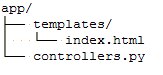 app/
├── templates/
│   └── index.html
└── controllers.py